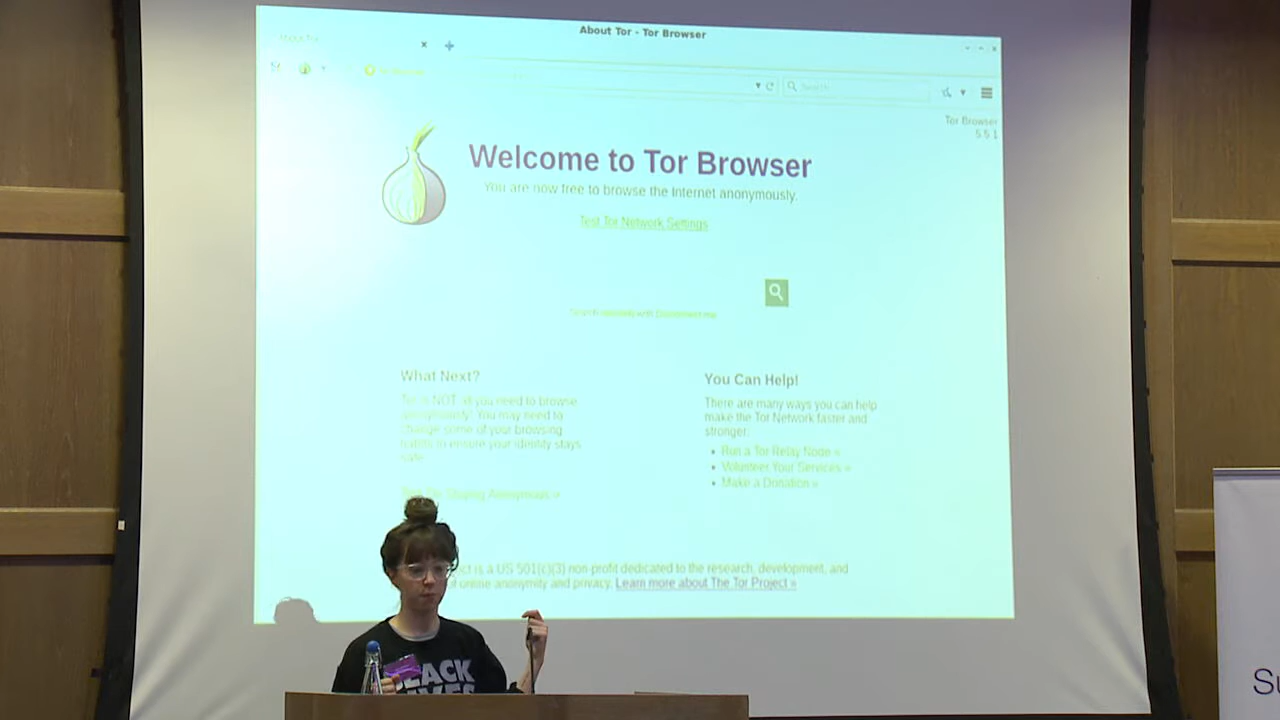 About Tor - Tor Browser
About Tor
Search
Tor Browser
5.5.1
Welcome to Tor Browser
You are now free to browse the Internet anonymously.
Test Tor Network Settings
What Next?
Tor is NOT all you need to browse
anonymously! You may need to
change some of your browsing
habits to ensure your identity stays
safe.
Staying Anonymous »
You Can Help!
There are many ways you can help
make the Tor Network faster and
stronger:
• Run a Tor Relay Node »
• Volunteer Your Services »
• Make a Donation »
is a US 501(c)(3) non-profit dedicated to the research, development, and
online anonymity and privacy. Learn more about The Tor Project »